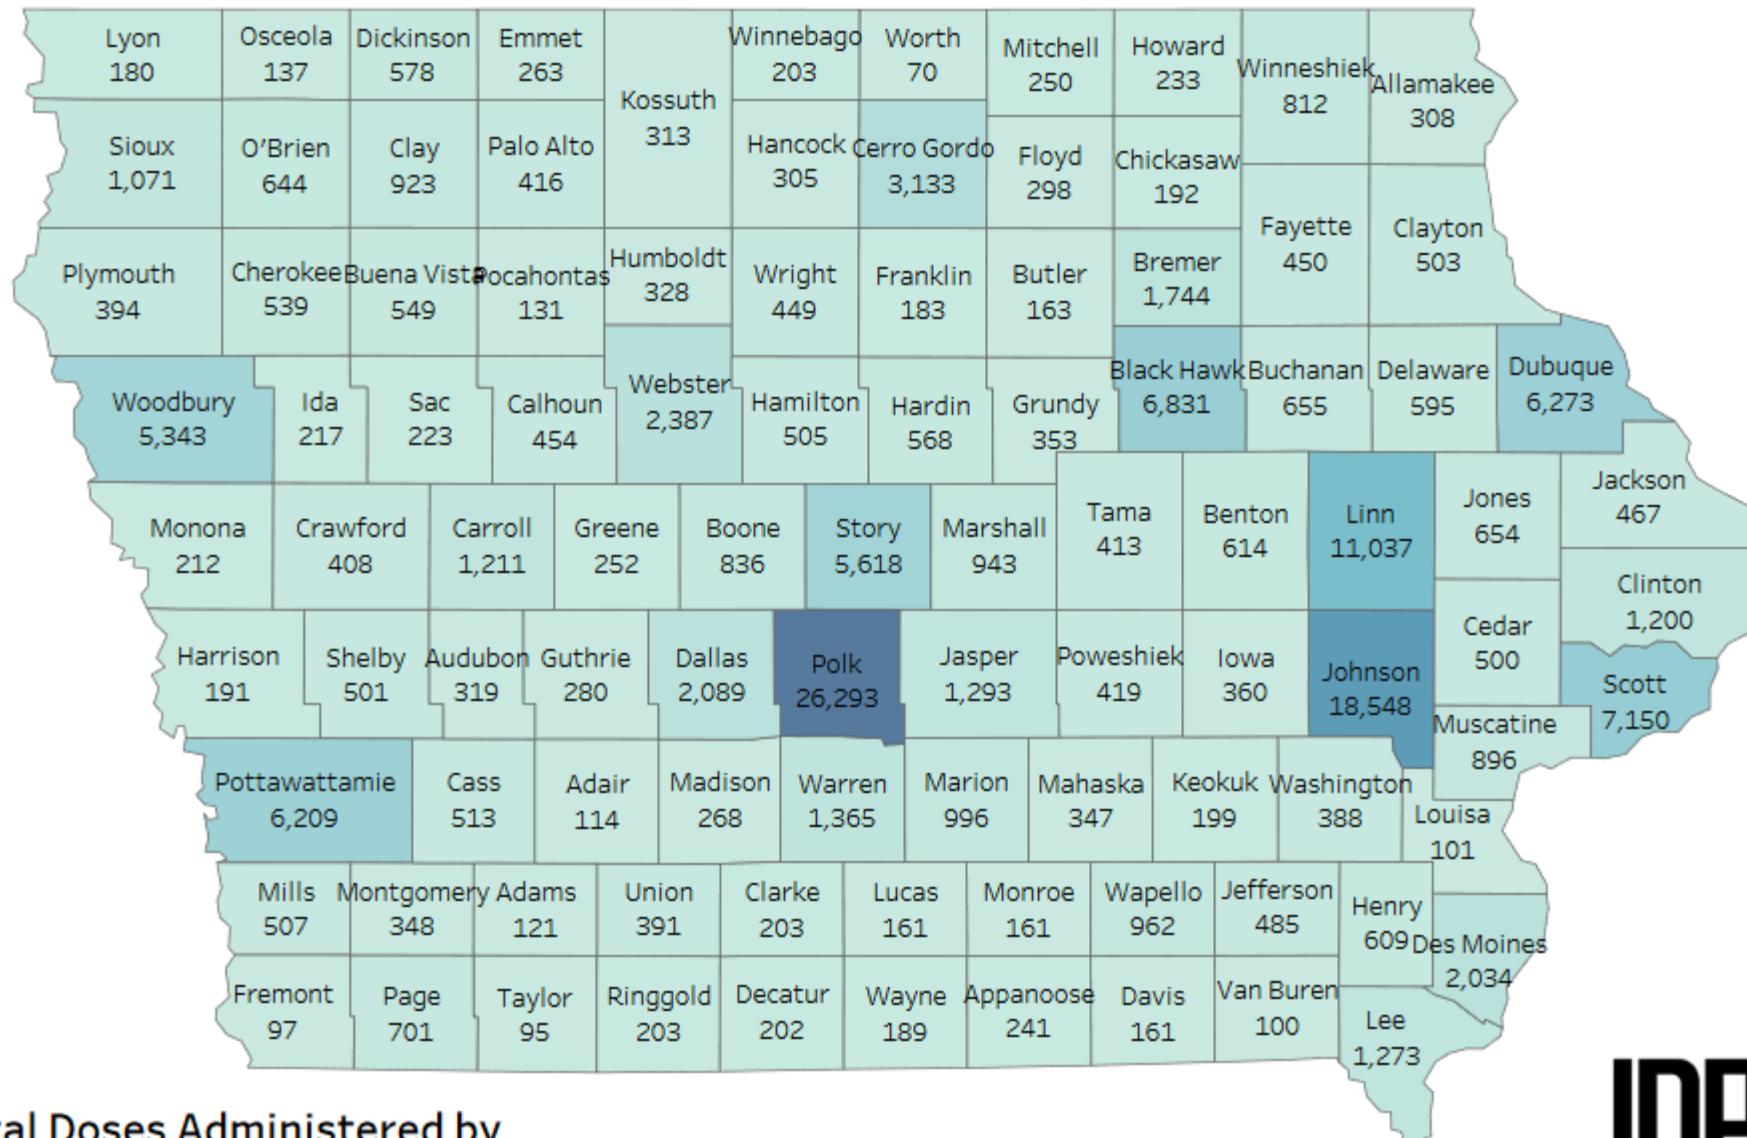 Lyon
180
Osceola
137
Dickinson
578
Emmet
263
Kossuth
313
Winnebago
203
Worth
70
Mitchell
250
Howard
233
Winneshiek
812
Allamakee
308
Sioux
1,071
O'Brien
644
Clay
923
Palo Alto
416
Hancock
305
Cerro Gordo
3,133
Floyd
298
Chickasaw
192
Fayette
450
Clayton
503
Plymouth
394
Cherokee
539
Buena Vista
549
Pocahontas
131
Humboldt
328
Wright
449
Franklin
183
Butler
163
Bremer
1,744
Woodbury
5,343
Ida
217
Sac
223
Calhoun
454
Webster
2,387
Hamilton
505
Hardin
568
Grundy
353
Black Hawk
6,831
Buchanan
655
Delaware
595
Dubuque
6,273
Monona
212
Crawford
408
Carroll
1,211
Greene
252
Boone
836
Story
5,618
Marshall
943
Tama
413
Benton
614
Linn
11,037
Jones
654
Jackson
467
Clinton
1,200
Harrison
191
Shelby
501
Audubon
319
Guthrie
280
Dallas
2,089
Polk
26,293
Jasper
1,293
Poweshiek
419
Iowa
360
Johnson
18,548
Cedar
500
Scott
7,150
Muscatine
896
Pottawattamie
6,209
Cass
513
Adair
114
Madison
268
Warren
1,365
Marion
996
Mahaska
347
Keokuk
199
Washington
388
Louisa
101
Mills
507
Montgomery
348
Adams
121
Union
391
Clarke
203
Lucas
161
Monroe
161
Wapello
962
Jefferson
485
Henry
609
Des Moines
2,034
Fremont
97
Page
701
Taylor
95
Ringgold
203
Decatur
202
Wayne
189
Appanoose
241
Davis
161
Van Buren
100
Lee
1,273
Doses Administered by